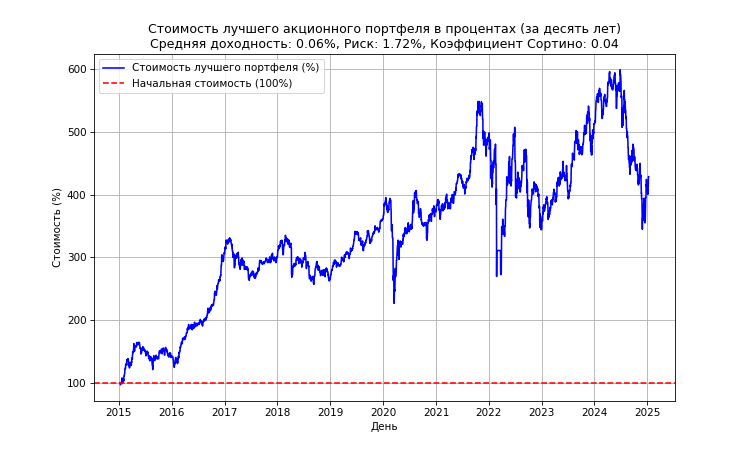 Стоимость лучшего акционного портфеля в процентах (за десять лет)
Средняя доходность: 0.06%, Риск: 1.72%, Коэффициент Сортино: 0.04
Стоимость лучшего портфеля (%)
Начальная стоимость (100%)
Стоимость (%)
600
500
400
300
200
100
2015 2016 2017 2018 2019 2020 2021 2022 2023 2024 2025
День